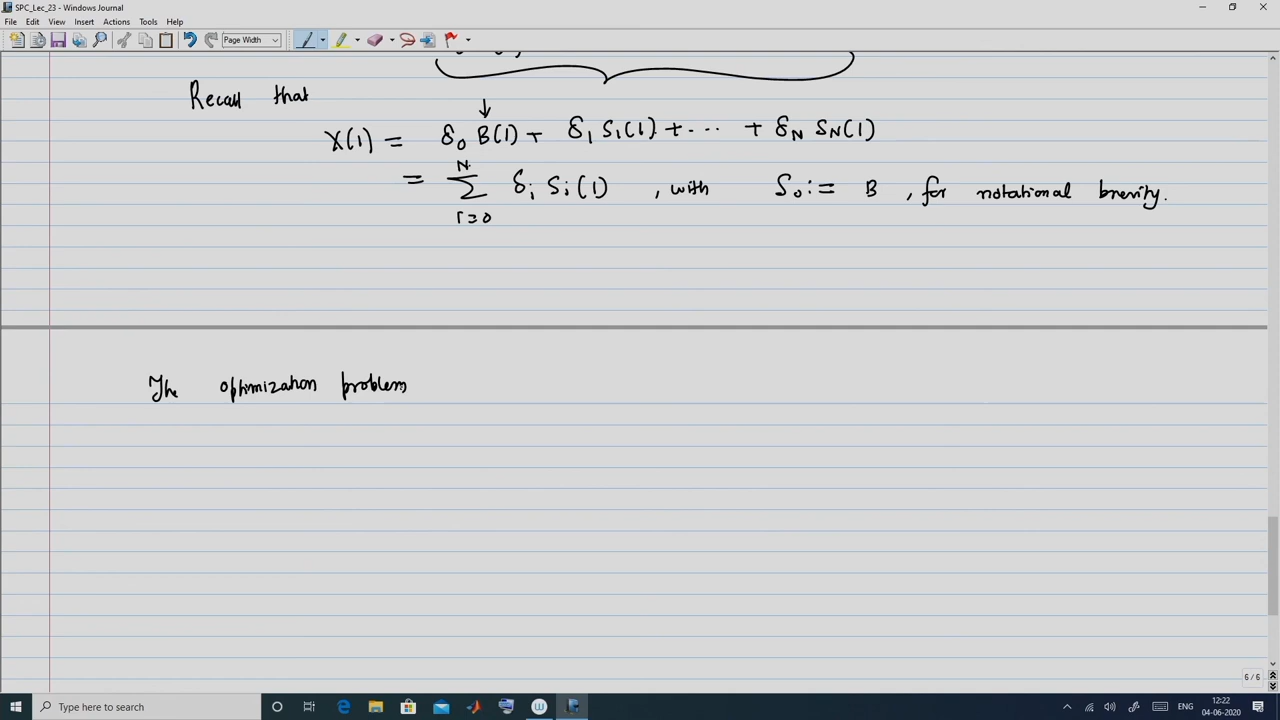 SPC_Lec_23 - Windows Journal
File Edit View Insert Actions Tools Help
Page Width
Recall that
X(1) = δ₀ B(1) + δ₁ S₁(1) + ⋯ + δ_N S_N(1)
= ∑_{i=0}^{N} δᵢ Sᵢ(1) , with S₀ := B , for notational brevity.
The optimization problem
6 / 6
Type here to search
ENG
12:22
04-06-2020